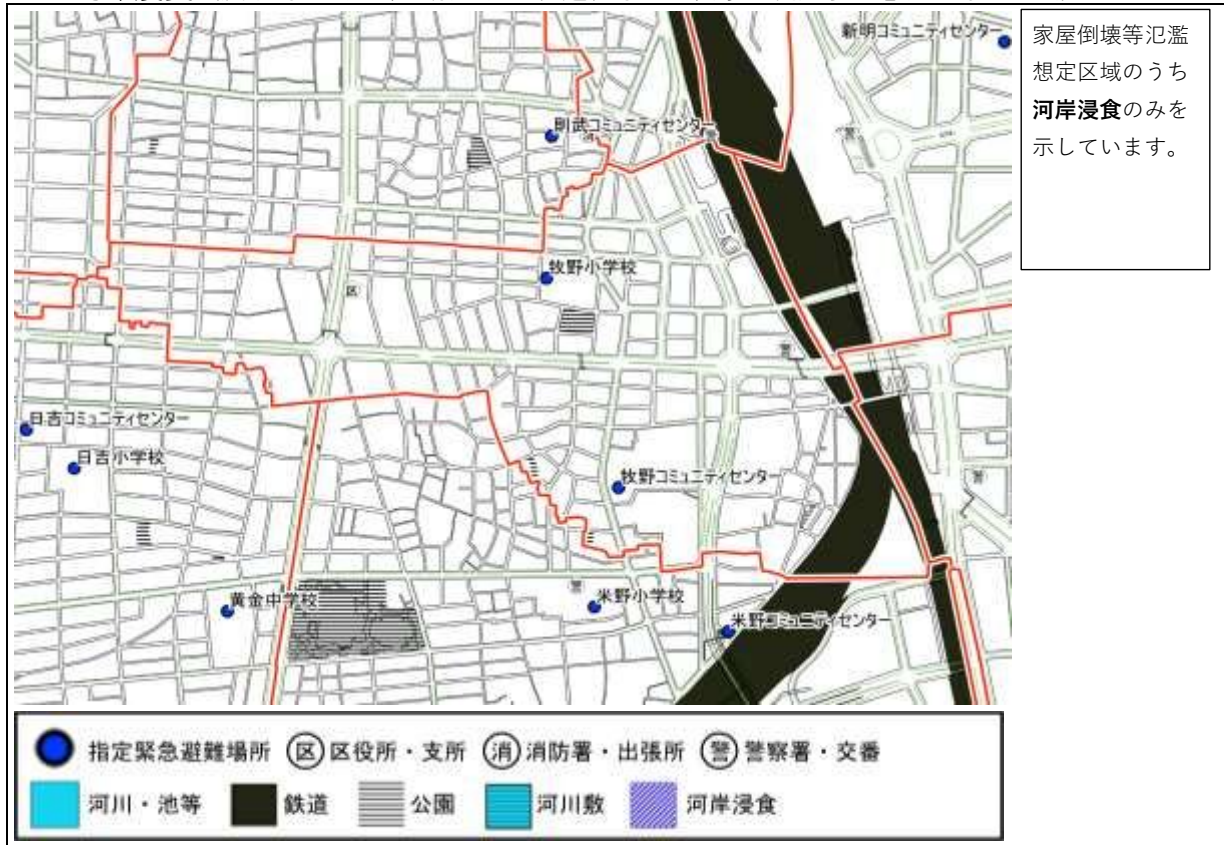 新明コミュニティセンター
則武コミュニティセンター
牧野小学校
区
日吉コミュニティセンター
日吉小学校
牧野コミュニティセンター
黄金中学校
米野小学校
米野コミュニティセンター
家屋倒壊等氾濫
想定区域のうち
河岸浸食のみを
示しています。
指定緊急避難場所 区 区役所・支所 消 消防署・出張所 警 警察署・交番
河川・池等 鉄道 公園 河川敷 河岸浸食